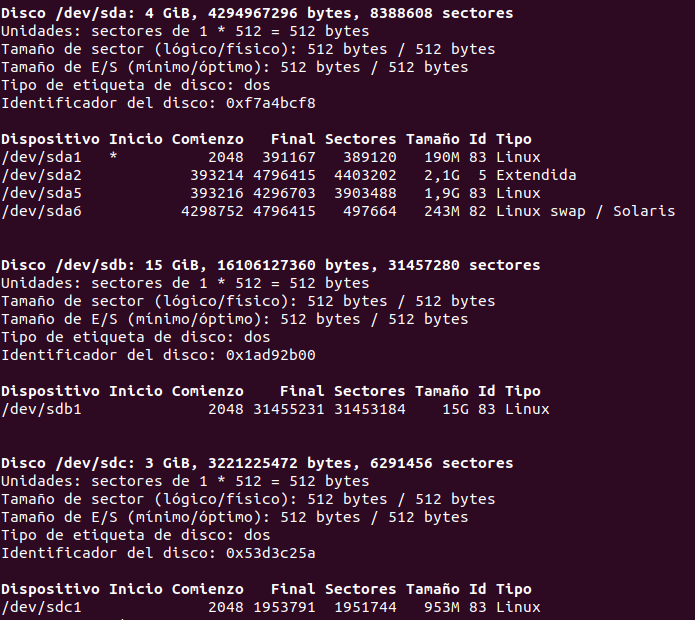 Disco /dev/sda: 4 GiB, 4294967296 bytes, 8388608 sectores
Unidades: sectores de 1 * 512 = 512 bytes
Tamaño de sector (lógico/físico): 512 bytes / 512 bytes
Tamaño de E/S (mínimo/óptimo): 512 bytes / 512 bytes
Tipo de etiqueta de disco: dos
Identificador del disco: 0xf7a4bcf8
Dispositivo Inicio Comienzo   Final Sectores Tamaño Id Tipo
/dev/sda1   *          2048  391167   389120   190M 83 Linux
/dev/sda2            393214 4796415  4403202   2,1G  5 Extendida
/dev/sda5            393216 4296703  3903488   1,9G 83 Linux
/dev/sda6           4298752 4796415   497664   243M 82 Linux swap / Solaris
Disco /dev/sdb: 15 GiB, 16106127360 bytes, 31457280 sectores
Unidades: sectores de 1 * 512 = 512 bytes
Tamaño de sector (lógico/físico): 512 bytes / 512 bytes
Tamaño de E/S (mínimo/óptimo): 512 bytes / 512 bytes
Tipo de etiqueta de disco: dos
Identificador del disco: 0x1ad92b00
Dispositivo Inicio Comienzo    Final Sectores Tamaño Id Tipo
/dev/sdb1              2048 31455231 31453184    15G 83 Linux
Disco /dev/sdc: 3 GiB, 3221225472 bytes, 6291456 sectores
Unidades: sectores de 1 * 512 = 512 bytes
Tamaño de sector (lógico/físico): 512 bytes / 512 bytes
Tamaño de E/S (mínimo/óptimo): 512 bytes / 512 bytes
Tipo de etiqueta de disco: dos
Identificador del disco: 0x53d3c25a
Dispositivo Inicio Comienzo   Final Sectores Tamaño Id Tipo
/dev/sdc1              2048 1953791  1951744   953M 83 Linux